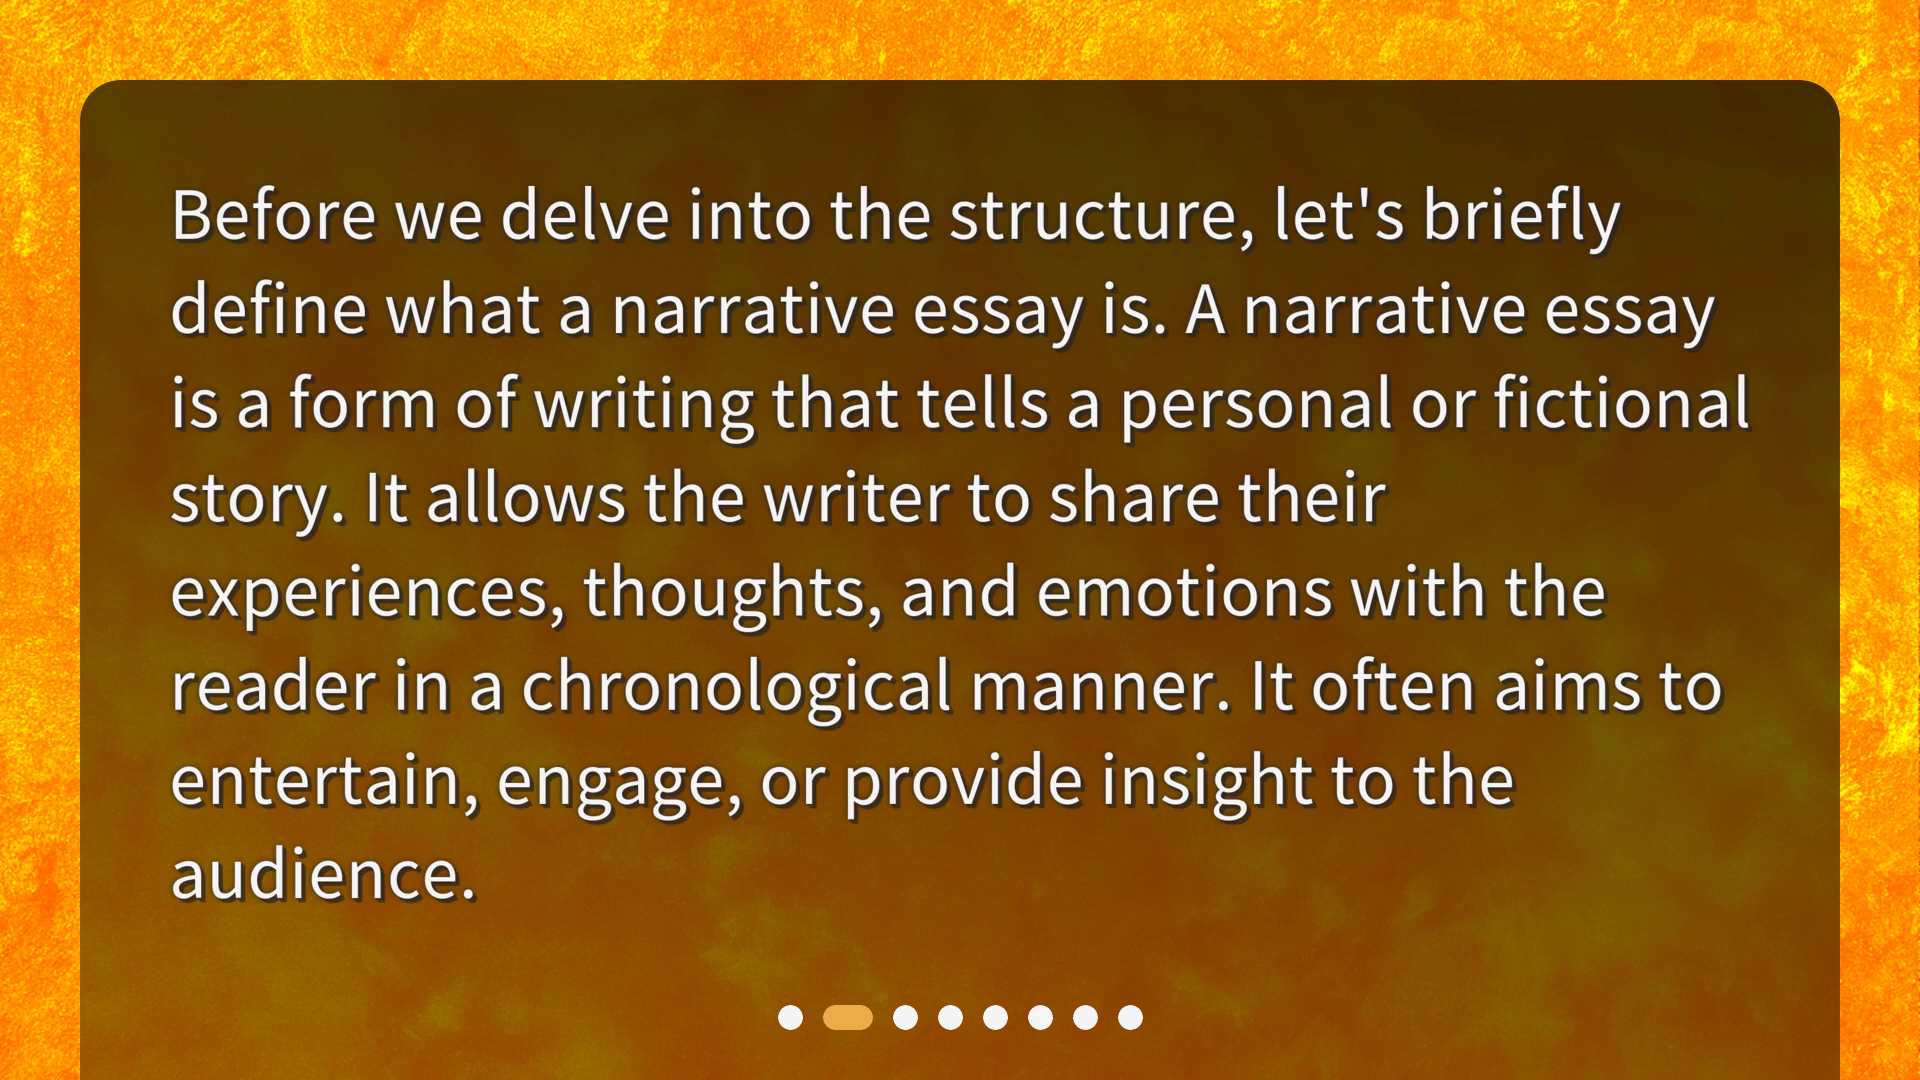 Before we delve into the structure, let's briefly
define what a narrative essay is. A narrative essay
is a form of writing that tells a personal or fictional
story. It allows the writer to share their
experiences, thoughts, and emotions with the
reader in a chronological manner. It often aims to
entertain, engage, or provide insight to the
audience.